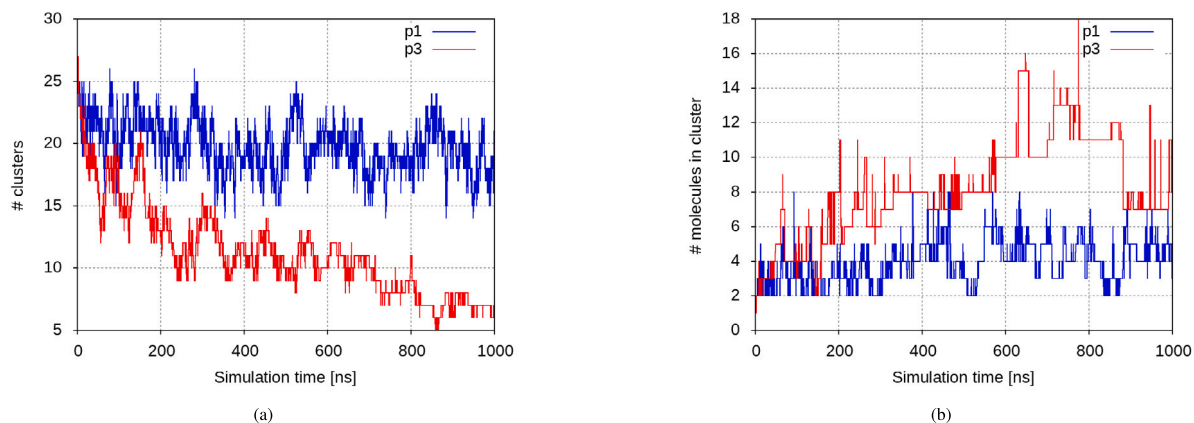 30
25
20
15
10
5
# clusters
0 200 400 600 800 1000
Simulation time [ns]
p1
p3
(a)
18
16
14
12
10
8
6
4
2
0
# molecules in cluster
0 200 400 600 800 1000
Simulation time [ns]
p1
p3
(b)